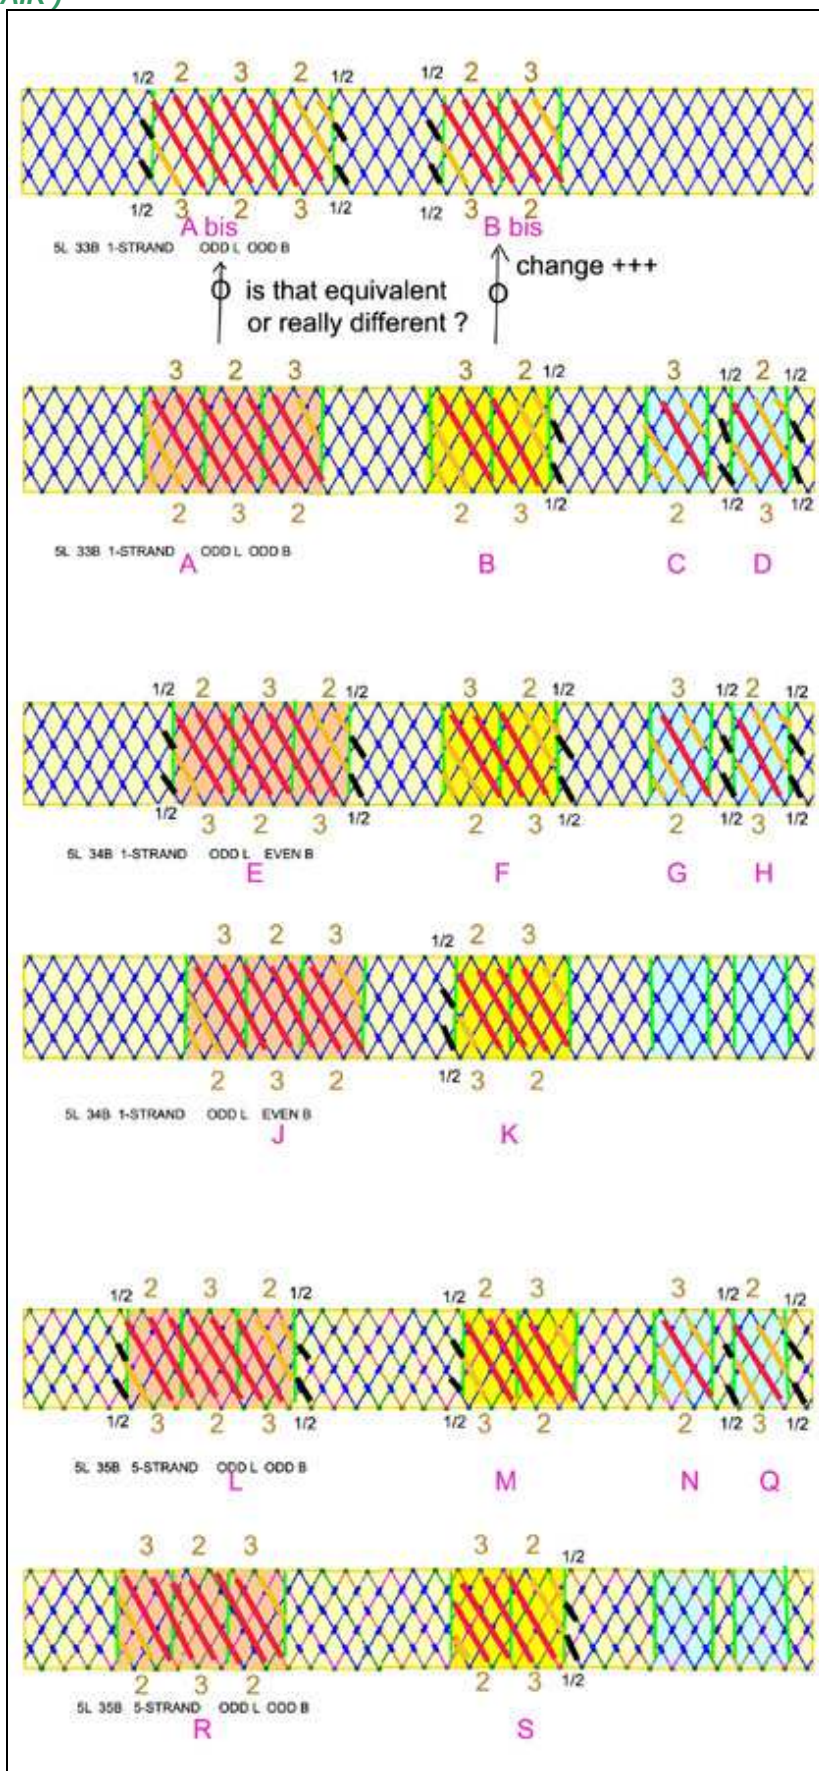 1/2 2 3 2 1/2 1/2 2 3
1/2 3 2 3 1/2 1/2 3 2
A bis B bis
5L 33B 1-STRAND ODD L ODD B
change +++
is that equivalent
or really different ?
3 2 3 3 2 1/2 3 1/2 2 1/2
2 3 2 2 3 1/2 2 1/2 3 1/2
5L 33B 1-STRAND ODD L ODD B
A B C D
1/2 2 3 2 1/2 3 2 1/2 3 1/2 2 1/2
1/2 3 2 3 2 3 1/2 2 1/2 3 1/2
5L 34B 1-STRAND ODD L EVEN B
E F G H
3 2 3 1/2 2 3
2 3 2 1/2 3 2
5L 34B 1-STRAND ODD L EVEN B
J K
1/2 2 3 2 1/2 1/2 2 3 3 1/2 2 1/2
1/2 3 2 3 1/2 1/2 3 2 2 1/2 3 1/2
5L 35B 5-STRAND ODD L ODD B
L M N Q
3 2 3 3 2 1/2
2 3 2 2 3 1/2
5L 35B 5-STRAND ODD L ODD B
R S